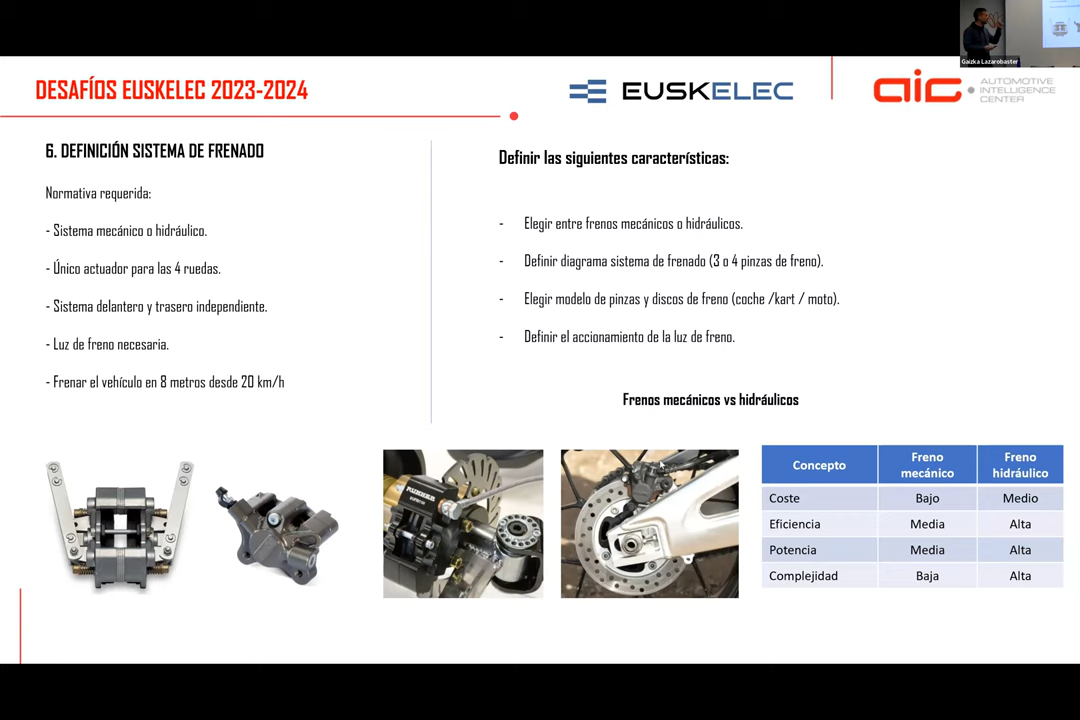 Gaizka Lazarobaster
DESAFÍOS EUSKELEC 2023-2024
EUSKELEC
aic
AUTOMOTIVE
INTELLIGENCE
CENTER
6. DEFINICIÓN SISTEMA DE FRENADO
Normativa requerida:
- Sistema mecánico o hidráulico.
- Único actuador para las 4 ruedas.
- Sistema delantero y trasero independiente.
- Luz de freno necesaria.
- Frenar el vehículo en 8 metros desde 20 km/h
Definir las siguientes características:
- Elegir entre frenos mecánicos o hidráulicos.
- Definir diagrama sistema de frenado (3 o 4 pinzas de freno).
- Elegir modelo de pinzas y discos de freno (coche /kart / moto).
- Definir el accionamiento de la luz de freno.
Frenos mecánicos vs hidráulicos
Concepto Freno mecánico Freno hidráulico
Coste Bajo Medio
Eficiencia Media Alta
Potencia Media Alta
Complejidad Baja Alta